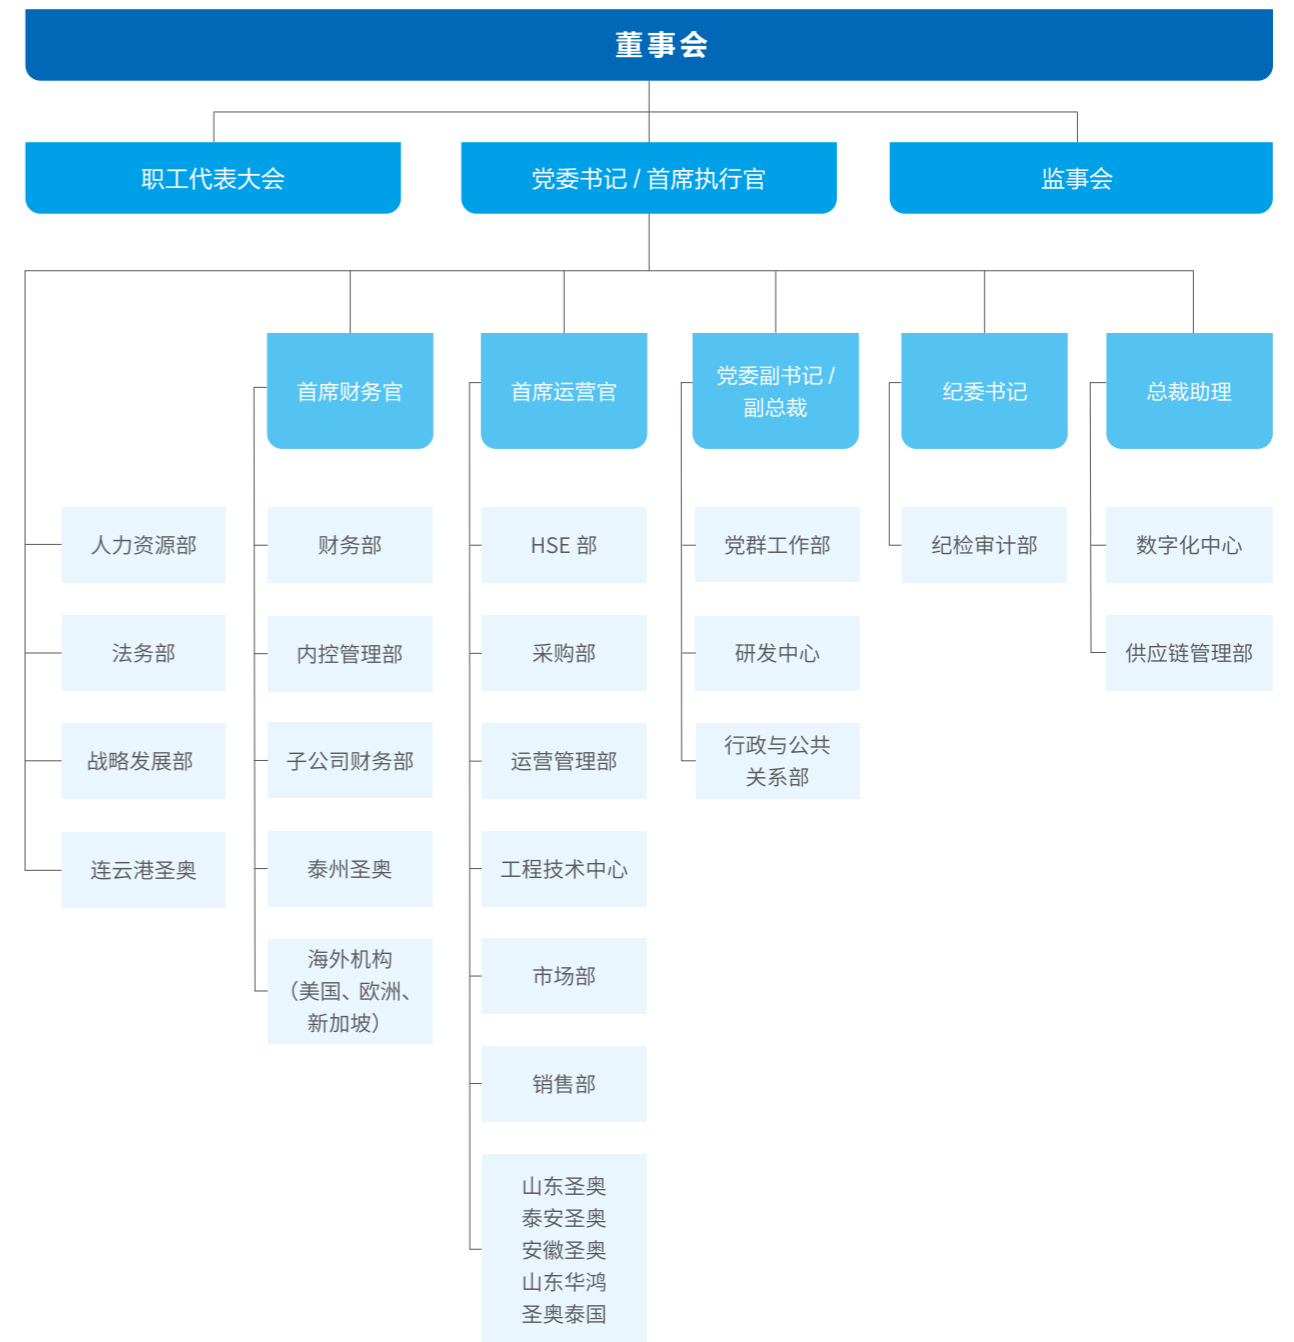 董事会
职工代表大会
党委书记 / 首席执行官
监事会
首席财务官
首席运营官
党委副书记 /
副总裁
纪委书记
总裁助理
人力资源部
法务部
战略发展部
连云港圣奥
财务部
内控管理部
子公司财务部
泰州圣奥
海外机构
（美国、欧洲、
新加坡）
HSE 部
采购部
运营管理部
工程技术中心
市场部
销售部
山东圣奥
泰安圣奥
安徽圣奥
山东华鸿
圣奥泰国
党群工作部
研发中心
行政与公共
关系部
纪检审计部
数字化中心
供应链管理部